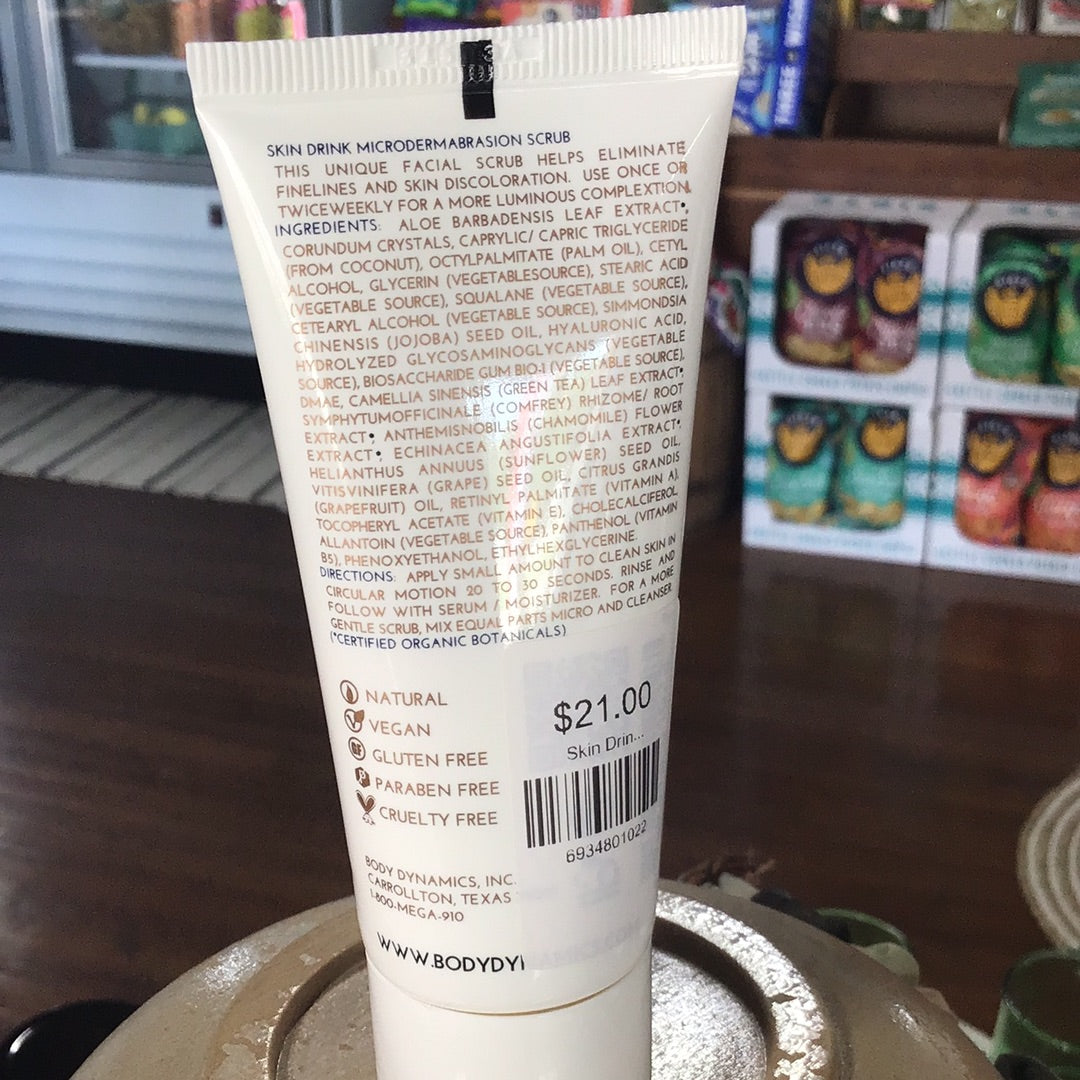 SKIN DRINK MICRODERMABRASION SCRUB
THIS UNIQUE FACIAL SCRUB HELPS ELIMINATE
FINELINES AND SKIN DISCOLORATION. USE ONCE OR
TWICEWEEKLY FOR A MORE LUMINOUS COMPLEXTION.
INGREDIENTS: ALOE BARBADENSIS LEAF EXTRACT*,
CORUNDUM CRYSTALS, CAPRYLIC/ CAPRIC TRIGLYCERIDE
(FROM COCONUT), OCTYLPALMITATE (PALM OIL), CETYL
ALCOHOL, GLYCERIN (VEGETABLESOURCE), STEARIC ACID
(VEGETABLE SOURCE), SQUALANE (VEGETABLE SOURCE),
CETEARYL ALCOHOL (VEGETABLE SOURCE), SIMMONDSIA
CHINENSIS (JOJOBA) SEED OIL, HYALURONIC ACID,
HYDROLYZED GLYCOSAMINOGLYCANS (VEGETABLE
SOURCE), BIOSACCHARIDE GUM BIO-1 (VEGETABLE SOURCE),
DMAE, CAMELLIA SINENSIS (GREEN TEA) LEAF EXTRACT*,
SYMPHYTUMOFFICINALE (COMFREY) RHIZOME/ ROOT
EXTRACT*, ANTHEMISNOBILIS (CHAMOMILE) FLOWER
EXTRACT*, ECHINACEA ANGUSTIFOLIA EXTRACT*,
HELIANTHUS ANNUUS (SUNFLOWER) SEED OIL,
VITISVINIFERA (GRAPE) SEED OIL, CITRUS GRANDIS
(GRAPEFRUIT) OIL, RETINYL PALMITATE (VITAMIN A),
TOCOPHERYL ACETATE (VITAMIN E), CHOLECALCIFEROL
ALLANTOIN (VEGETABLE SOURCE), PANTHENOL (VITAMIN
B5), PHENOXYETHANOL, ETHYLHEXGLYCERINE.
DIRECTIONS: APPLY SMALL AMOUNT TO CLEAN SKIN IN
CIRCULAR MOTION 20 TO 30 SECONDS. RINSE AND
FOLLOW WITH SERUM / MOISTURIZER. FOR A MORE
GENTLE SCRUB, MIX EQUAL PARTS MICRO AND CLEANSER
(*CERTIFIED ORGANIC BOTANICALS)
NATURAL
VEGAN
GF GLUTEN FREE
P PARABEN FREE
CRUELTY FREE
$21.00
Skin Drin...
6934801022
BODY DYNAMICS, INC.
CARROLLTON, TEXAS
1-800-MEGA-910
WWW.BODYDY